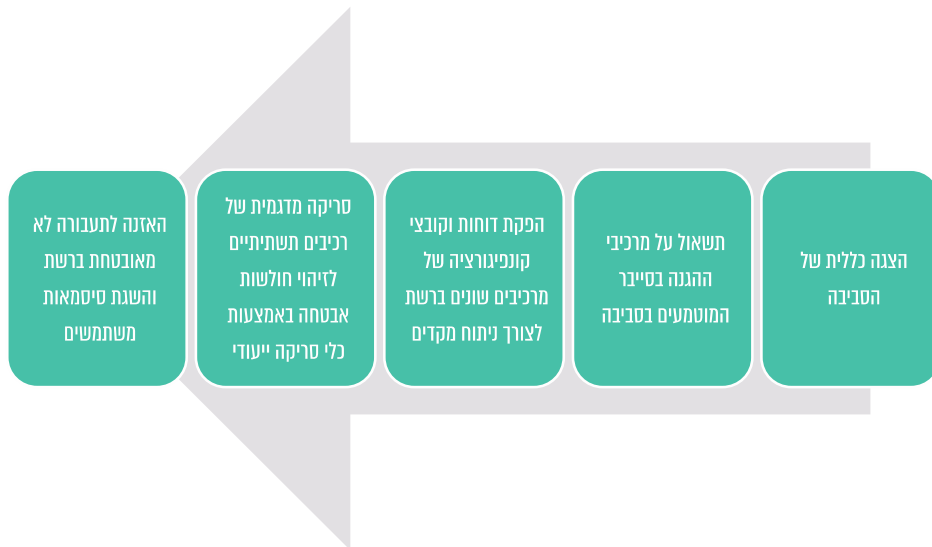 הצגה כללית של
הסביבה
תשאול על מרכיבי
ההגנה בסייבר
המוטמעים בסביבה
הפקת דוחות וקובצי
קונפיגורציה של
מרכיבים שונים ברשת
לצורך ניתוח מקדים
סריקה מדגמית של
רכיבים תשתיתיים
לזיהוי חולשות
אבטחה באמצעות
כלי סריקה ייעודי
האזנה לתעבורה לא
מאובטחת ברשת
והשגת סיסמאות
משתמשים